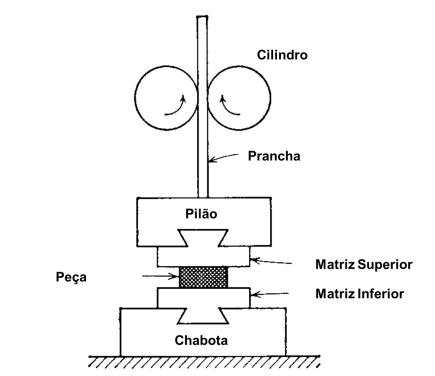 Cilindro
Prancha
Pilão
Matriz Superior
Peça
Matriz Inferior
Chabota